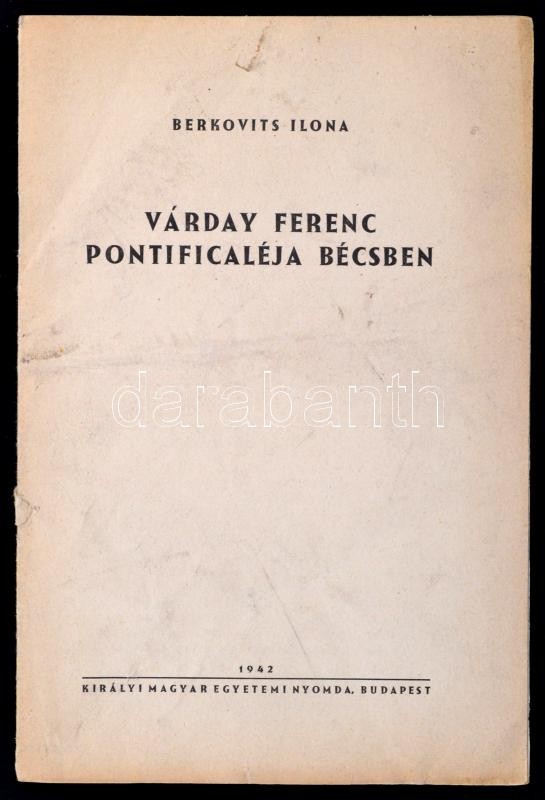 BERKOVITS ILONA
VÁRDAY FERENC
PONTIFICALÉJA BÉCSBEN
darabanth
1942
KIRÁLYI MAGYAR EGYETEMI NYOMDA, BUDAPEST